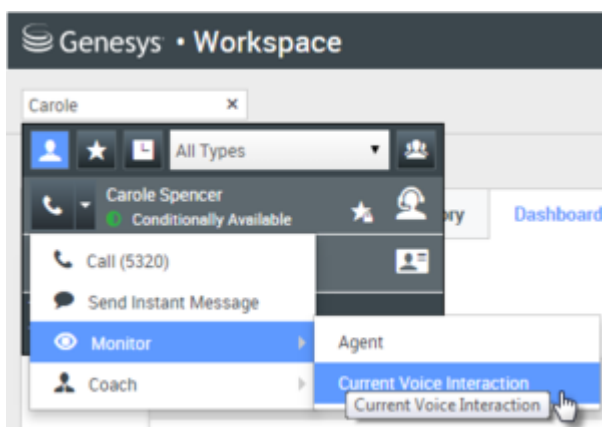 Genesys • Workspace
Carole ×
All Types
Carole Spencer
Conditionally Available
ory Dashboard
Call (5320)
Send Instant Message
Monitor Agent
Coach Current Voice Interaction
Current Voice Interaction